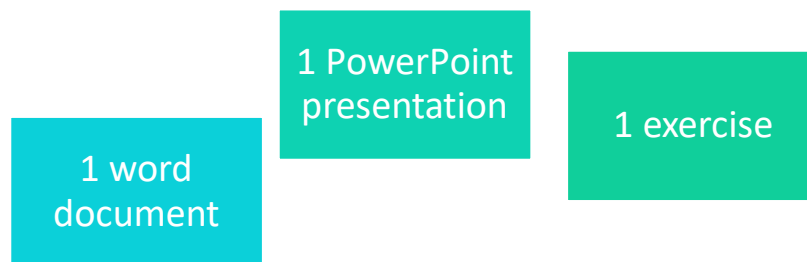 1 word
document
1 PowerPoint
presentation
1 exercise